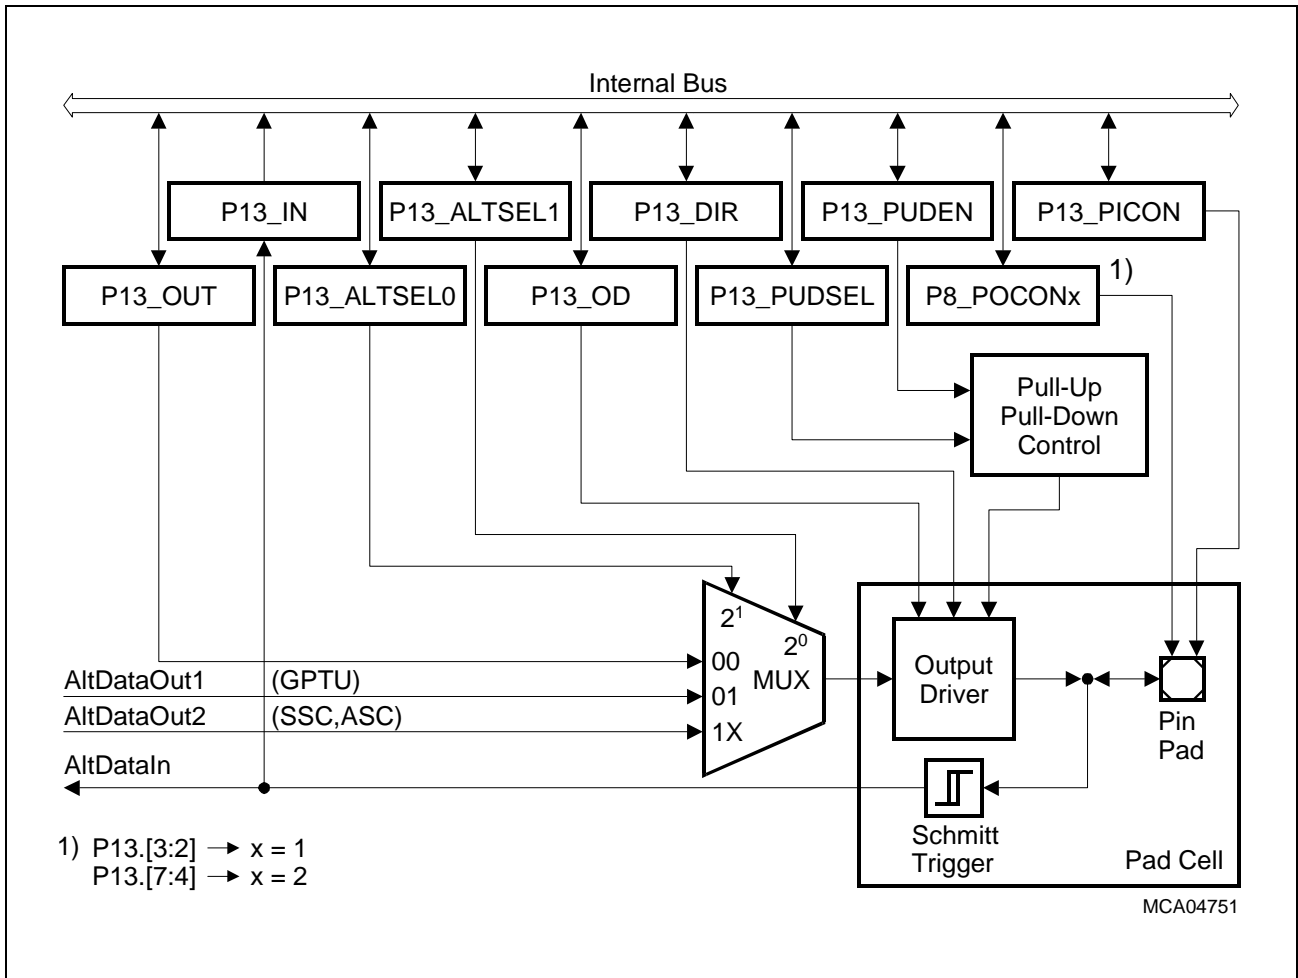 Internal Bus
P13_IN
P13_ALTSEL1
P13_DIR
P13_PUDEN
P13_PICON
P13_OUT
P13_ALTSEL0
P13_OD
P13_PUDSEL
P8_POCONx
1)
Pull-Up
Pull-Down
Control
2¹
2⁰
00
01
1X
MUX
AltDataOut1 (GPTU)
AltDataOut2 (SSC,ASC)
AltDataIn
Output
Driver
Pin
Pad
Schmitt
Trigger
Pad Cell
1) P13.[3:2] → x = 1
P13.[7:4] → x = 2
MCA04751